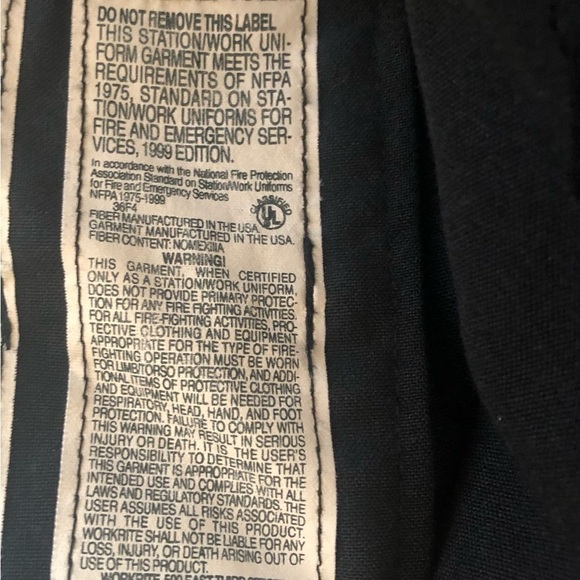 DO NOT REMOVE THIS LABEL
THIS STATION/WORK UNI-
FORM GARMENT MEETS THE
REQUIREMENTS OF NFPA
1975, STANDARD ON STA-
TION/WORK UNIFORMS FOR
FIRE AND EMERGENCY SER-
VICES, 1999 EDITION.
In accordance with the National Fire Protection
Association Standard on Station/Work Uniforms
for Fire and Emergency Services
NFPA 1975-1999
36F4
CLASSIFIED
UL
FIBER MANUFACTURED IN THE USA
GARMENT MANUFACTURED IN THE USA.
FIBER CONTENT: NOMEXIIIA
WARNING!
THIS GARMENT, WHEN CERTIFIED
ONLY AS A STATION/WORK UNIFORM,
DOES NOT PROVIDE PRIMARY PROTEC-
TION FOR ANY FIRE FIGHTING ACTIVITIES.
FOR ALL FIRE-FIGHTING ACTIVITIES, PRO-
TECTIVE CLOTHING AND EQUIPMENT
APPROPRIATE FOR THE TYPE OF FIRE-
FIGHTING OPERATION MUST BE WORN
FOR LIMB/TORSO PROTECTION, AND ADDI-
TIONAL ITEMS OF PROTECTIVE CLOTHING
AND EQUIPMENT WILL BE NEEDED FOR
RESPIRATORY, HEAD, HAND, AND FOOT
PROTECTION. FAILURE TO COMPLY WITH
THIS WARNING MAY RESULT IN SERIOUS
INJURY OR DEATH. IT IS THE USER'S
RESPONSIBILITY TO DETERMINE THAT
THIS GARMENT IS APPROPRIATE FOR THE
INTENDED USE AND COMPLIES WITH ALL
LAWS AND REGULATORY STANDARDS. THE
USER ASSUMES ALL RISKS ASSOCIATED
WITH THE USE OF THIS PRODUCT.
WORKRITE SHALL NOT BE LIABLE FOR ANY
LOSS, INJURY, OR DEATH ARISING OUT OF
USE OF THIS PRODUCT.
WORKRITE 500 EAST THIRD